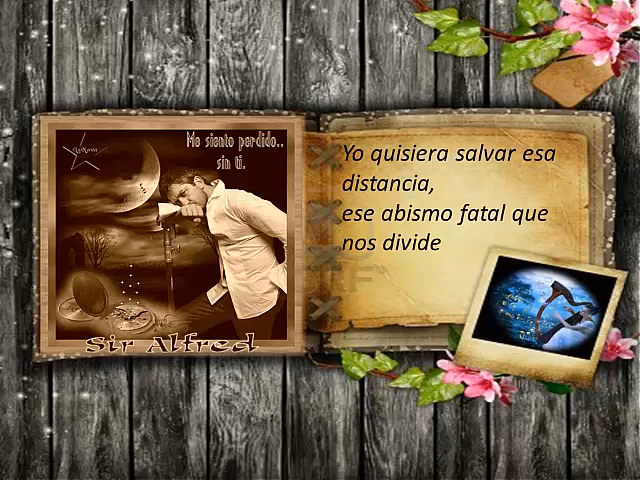 Me siento perdido..
sin ti.
Sir Alfred
Yo quisiera salvar esa
distancia,
ese abismo fatal que
nos divide